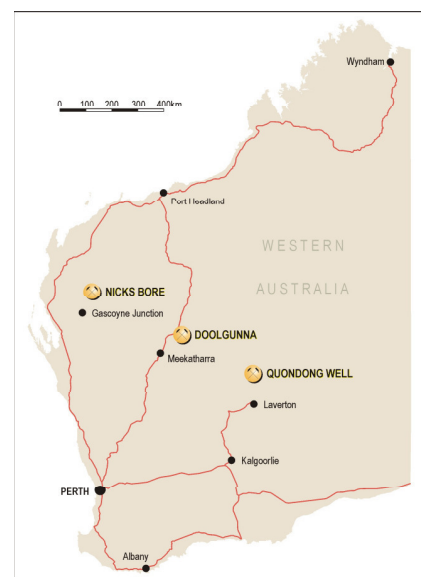 Wyndham
0 100 200 300 400km
Port Hedland
WESTERN
AUSTRALIA
NICKS BORE
Gascoyne Junction
DOOLGUNNA
Meekatharra
QUONDONG WELL
Laverton
Kalgoorlie
PERTH
Albany